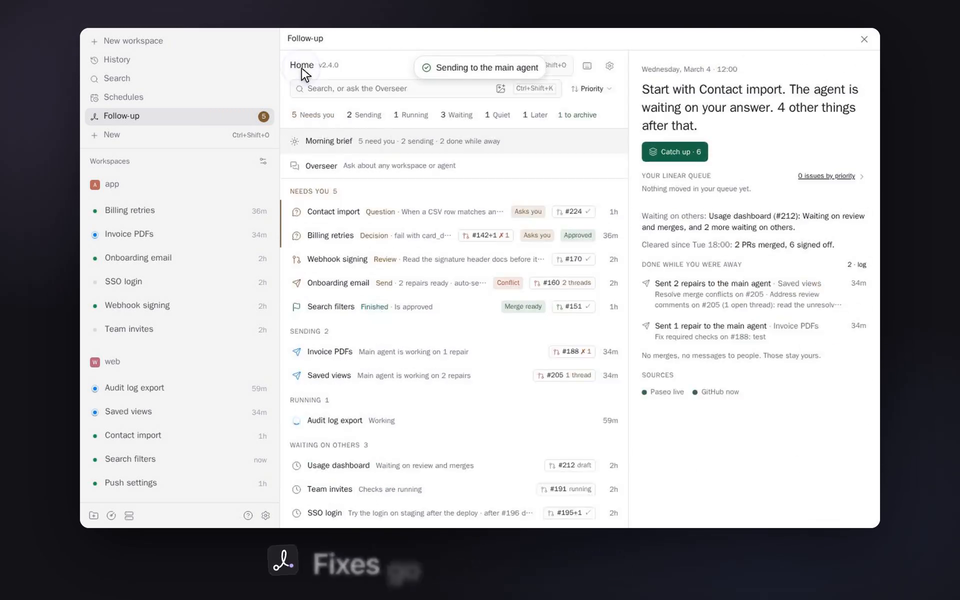 New workspace
History
Search
Schedules
Follow-up 5
New Ctrl+Shift+O
Workspaces
A app
Billing retries 36m
Invoice PDFs 34m
Onboarding email 2h
SSO login 2h
Webhook signing 2h
Team invites 2h
W web
Audit log export 59m
Saved views 34m
Contact import 1h
Search filters now
Push settings 1h
Follow-up
Home v2.4.0
Sending to the main agent
Shift+O
Search, or ask the Overseer Ctrl+Shift+K Priority
5 Needs you 2 Sending 1 Running 3 Waiting 1 Quiet 1 Later 1 to archive
Morning brief 5 need you · 2 sending · 2 done while away
Overseer Ask about any workspace or agent
NEEDS YOU 5
Contact import Question · When a CSV row matches an··· Asks you #224 ✓ 1h
Billing retries Decision · fail with card_d··· #142+1 ✗ 1 Asks you Approved 36m
Webhook signing Review · Read the signature header docs before it··· #170 ✓ 2h
Onboarding email Send · 2 repairs ready · auto-se··· Conflict #160 2 threads 2h
Search filters Finished · Is approved Merge ready #151 ✓ 1h
SENDING 2
Invoice PDFs Main agent is working on 1 repair #188 ✗ 1 34m
Saved views Main agent is working on 2 repairs #205 1 thread 34m
RUNNING 1
Audit log export Working 59m
WAITING ON OTHERS 3
Usage dashboard Waiting on review and merges #212 draft 2h
Team invites Checks are running #191 running 2h
SSO login Try the login on staging after the deploy · after #196 d··· #195+1 ✓ 2h
Wednesday, March 4 · 12:00
Start with Contact import. The agent is
waiting on your answer. 4 other things
after that.
Catch up · 6
YOUR LINEAR QUEUE 0 issues by priority
Nothing moved in your queue yet.
Waiting on others: Usage dashboard (#212): Waiting on review
and merges, and 2 more waiting on others.
Cleared since Tue 18:00: 2 PRs merged, 6 signed off.
DONE WHILE YOU WERE AWAY 2 · log
Sent 2 repairs to the main agent · Saved views 34m
Resolve merge conflicts on #205 · Address review
comments on #205 (1 open thread): read the unresolv···
Sent 1 repair to the main agent · Invoice PDFs 34m
Fix required checks on #188: test
No merges, no messages to people. Those stay yours.
SOURCES
Paseo live GitHub now
Fixes go